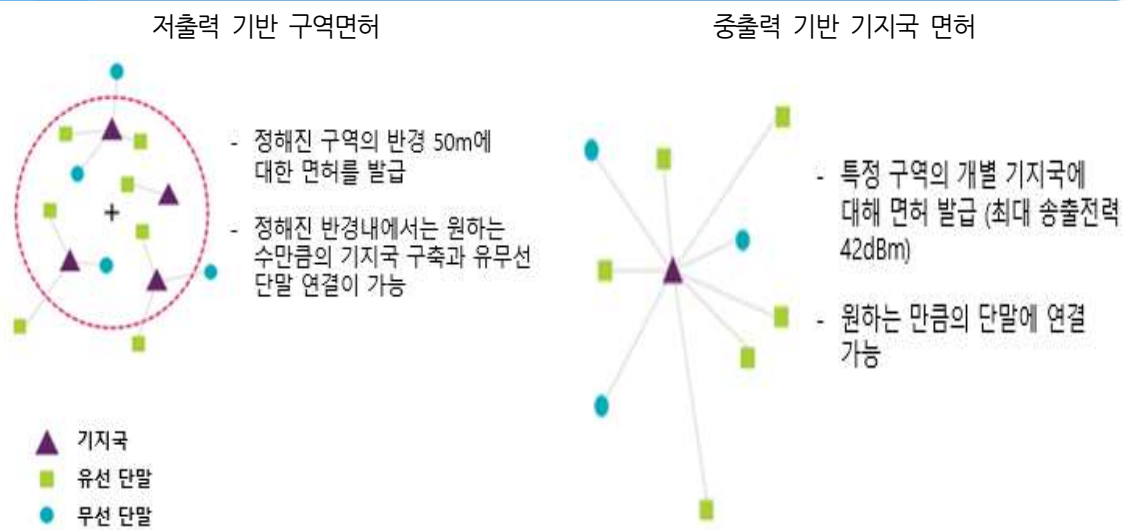 저출력 기반 구역면허
중출력 기반 기지국 면허
- 정해진 구역의 반경 50m에
대한 면허를 발급
- 정해진 반경내에서는 원하는
수만큼의 기지국 구축과 유무선
단말 연결이 가능
- 특정 구역의 개별 기지국에
대해 면허 발급 (최대 송출전력
42dBm)
- 원하는 만큼의 단말에 연결
가능
기지국
유선 단말
무선 단말